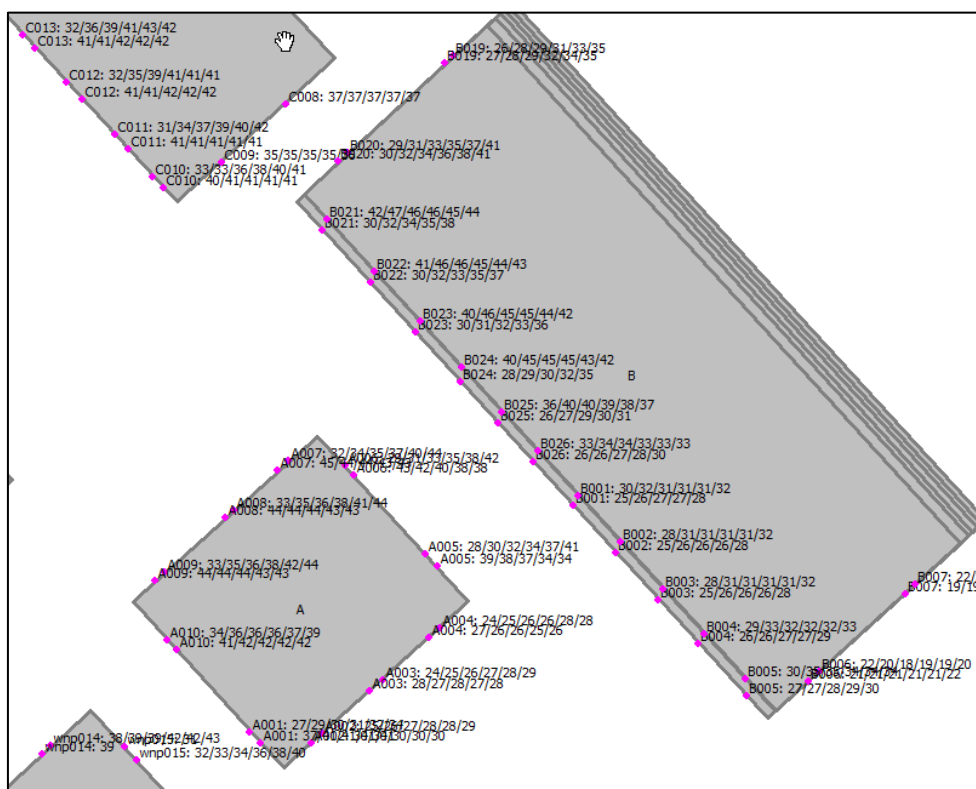 C013: 32/36/39/41/43/42
C013: 41/41/42/42/42
B019: 26/28/29/31/33/35
B019: 27/28/29/32/34/35
C012: 32/35/39/41/41/41
C012: 41/41/42/42/42
C008: 37/37/37/37/37
C011: 31/34/37/39/40/42
C011: 41/41/41/41/41
B020: 29/31/33/35/37/41
B020: 30/32/34/36/38/41
C009: 35/35/35/35/
C010: 33/33/36/38/40/41
C010: 40/41/41/41/41
B021: 42/47/46/46/45/44
B021: 30/32/34/35/38
B022: 41/46/46/45/44/43
B022: 30/32/33/35/37
B023: 40/46/45/45/44/42
B023: 30/31/32/33/36
B024: 40/45/45/45/43/42
B024: 28/29/30/32/35
B
B025: 36/40/40/39/38/37
B025: 26/27/29/30/31
B026: 33/34/34/33/33/33
B026: 26/26/27/28/30
A007: 32/34/35/37/40/44
A007: 45/44/
A006: 43/42/40/38/38
B001: 30/32/31/31/31/32
B001: 25/26/27/27/28
A008: 33/35/36/38/41/44
A008: 44/44/44/43/43
B002: 28/31/31/31/31/32
B002: 25/26/26/26/28
A005: 28/30/32/34/37/41
A005: 39/38/37/34/34
A009: 33/35/36/38/42/44
A009: 44/44/44/43/43
B003: 28/31/31/31/31/32
B003: 25/26/26/26/28
B007: 22/
B007: 19/19
A
A004: 24/25/26/26/28/28
A004: 27/26/26/25/26
A010: 34/36/36/36/37/39
A010: 41/42/42/42/42
B004: 29/33/32/32/32/33
B004: 26/26/27/27/29
A003: 24/25/26/27/28/29
A003: 28/27/28/27/28
B006: 22/20/18/19/19/20
B005: 27/27/28/29/30
wnp014: 39
wnp015: 32/33/34/36/38/40